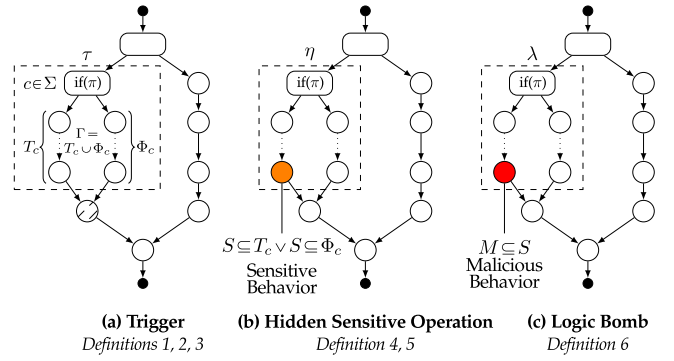 τ
c∈Σ
if(π)
T_c
Γ =
T_c ∪ Φ_c
Φ_c
(a) Trigger
Definitions 1, 2, 3
η
if(π)
S⊆T_c ∨ S⊆Φ_c
Sensitive
Behavior
(b) Hidden Sensitive Operation
Definition 4, 5
λ
if(π)
M⊆S
Malicious
Behavior
(c) Logic Bomb
Definition 6